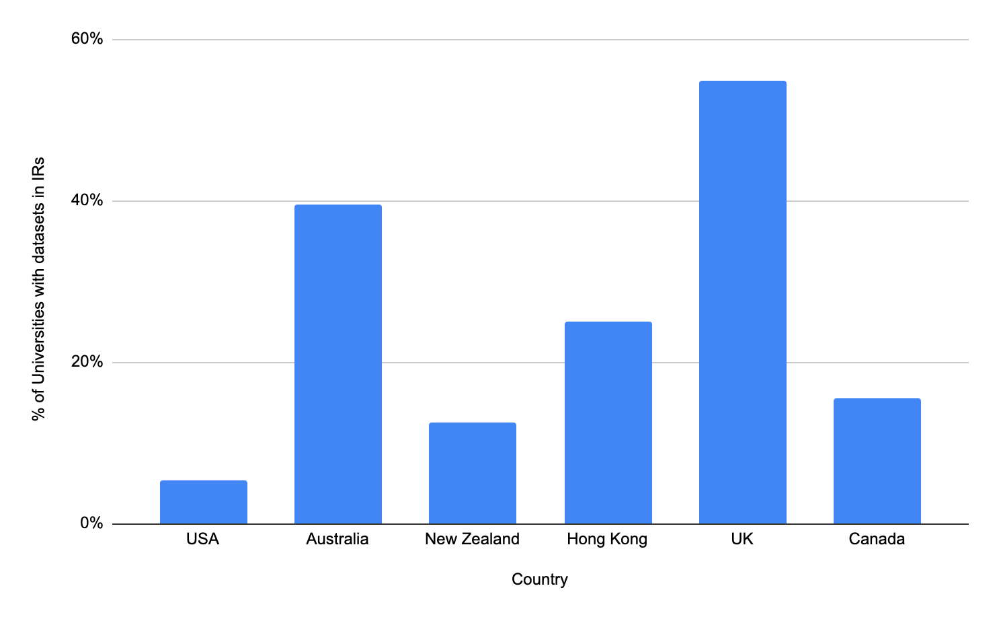 60%
40%
20%
0%
% of Universities with datasets in IRs
USA
Australia
New Zealand
Hong Kong
UK
Canada
Country